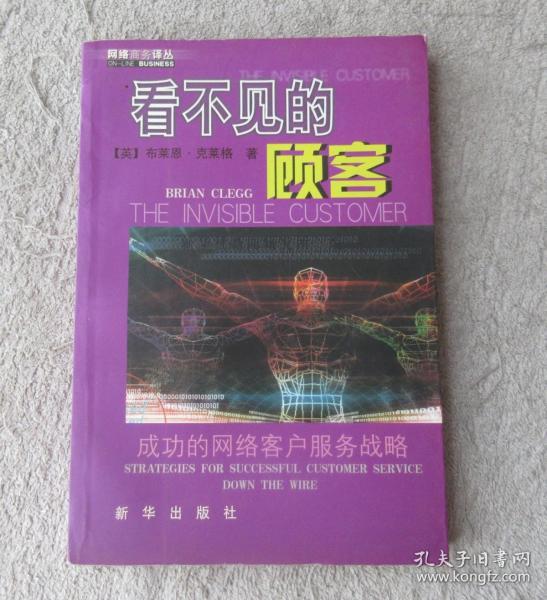 网络商务译丛
ON-LINE BUSINESS
THE INVISIBLE CUSTOMER
看不见的
【英】布莱恩·克莱格 著
顾客
BRIAN CLEGG
THE INVISIBLE CUSTOMER
成功的网络客户服务战略
STRATEGIES FOR SUCCESSFUL CUSTOMER SERVICE
DOWN THE WIRE
新华出版社
孔夫子旧书网
www.kongfz.com